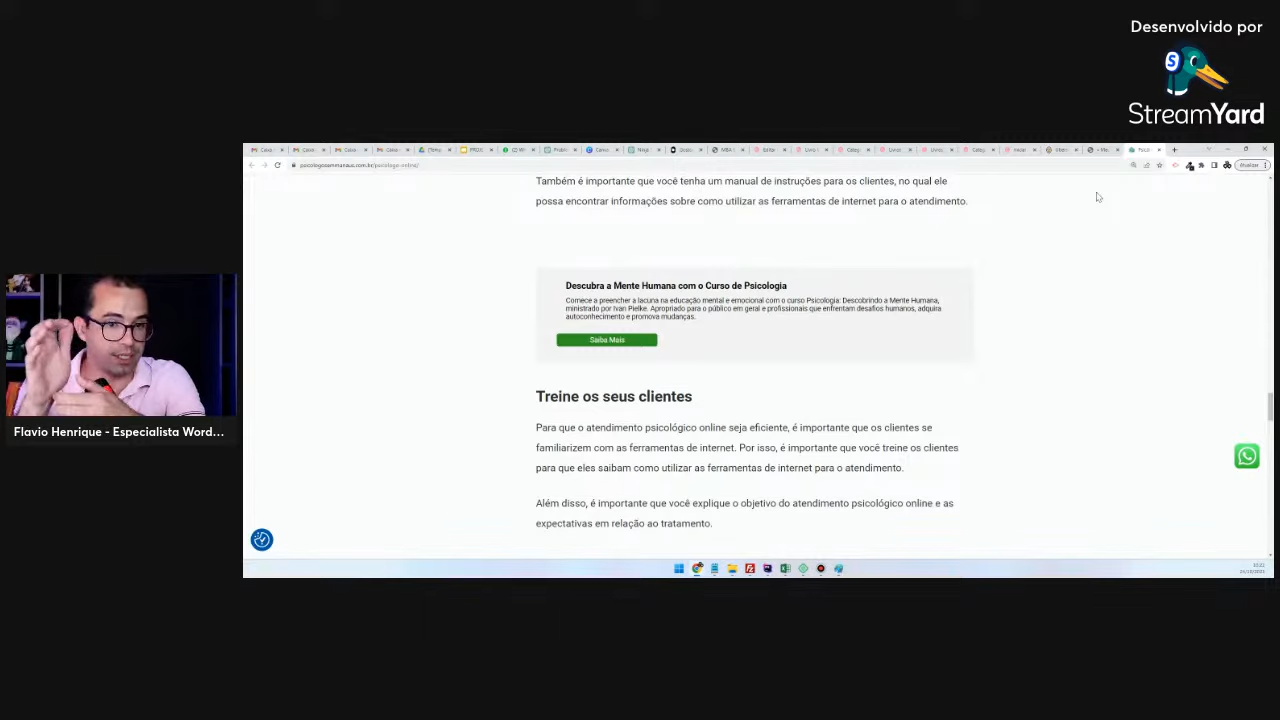 Desenvolvido por
StreamYard
psicologoemmanaus.com.br/psicologo-online/
Também é importante que você tenha um manual de instruções para os clientes, no qual ele
possa encontrar informações sobre como utilizar as ferramentas de internet para o atendimento.
Descubra a Mente Humana com o Curso de Psicologia
Comece a preencher a lacuna na educação mental e emocional com o curso Psicologia: Descobrindo a Mente Humana,
ministrado por Ivan Pielke. Apropriado para o público em geral e profissionais que enfrentam desafios humanos, adquira
autoconhecimento e promova mudanças.
Saiba Mais
Treine os seus clientes
Para que o atendimento psicológico online seja eficiente, é importante que os clientes se
familiarizem com as ferramentas de internet. Por isso, é importante que você treine os clientes
para que eles saibam como utilizar as ferramentas de internet para o atendimento.
Além disso, é importante que você explique o objetivo do atendimento psicológico online e as
expectativas em relação ao tratamento.
Flavio Henrique - Especialista Word...